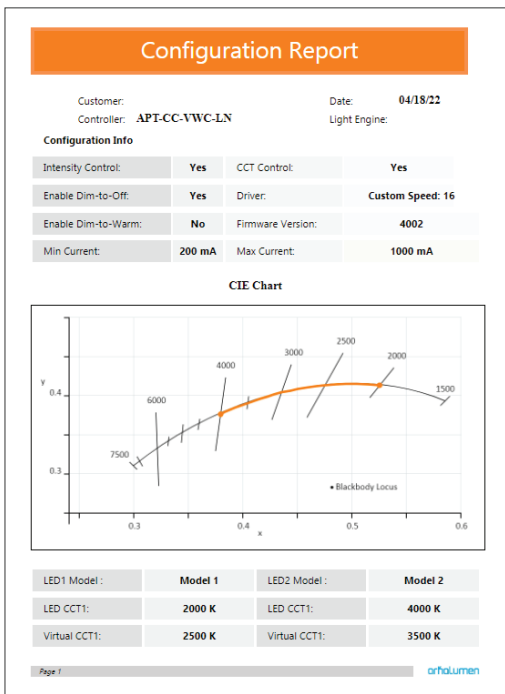 Configuration Report
Customer: Date: 04/18/22
Controller: APT-CC-VWC-LN Light Engine:
Configuration Info
Intensity Control: Yes CCT Control: Yes
Enable Dim-to-Off: Yes Driver: Custom Speed: 16
Enable Dim-to-Warm: No Firmware Version: 4002
Min Current: 200 mA Max Current: 1000 mA
CIE Chart
2500
3000
2000
4000
1500
y
0.4
6000
7500
0.3
• Blackbody Locus
0.3 0.4 0.5 0.6
x
LED1 Model : Model 1 LED2 Model : Model 2
LED CCT1: 2000 K LED CCT1: 4000 K
Virtual CCT1: 2500 K Virtual CCT1: 3500 K
Page 1 artialumen